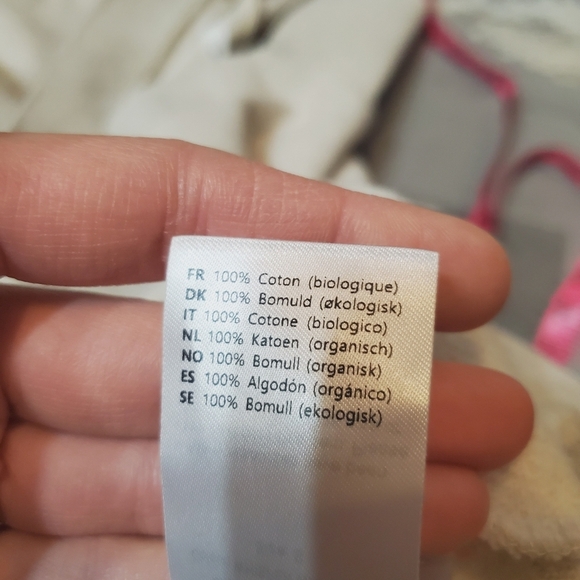 FR 100% Coton (biologique)
DK 100% Bomuld (økologisk)
IT 100% Cotone (biologico)
NL 100% Katoen (organisch)
NO 100% Bomull (organisk)
ES 100% Algodón (orgánico)
SE 100% Bomull (ekologisk)